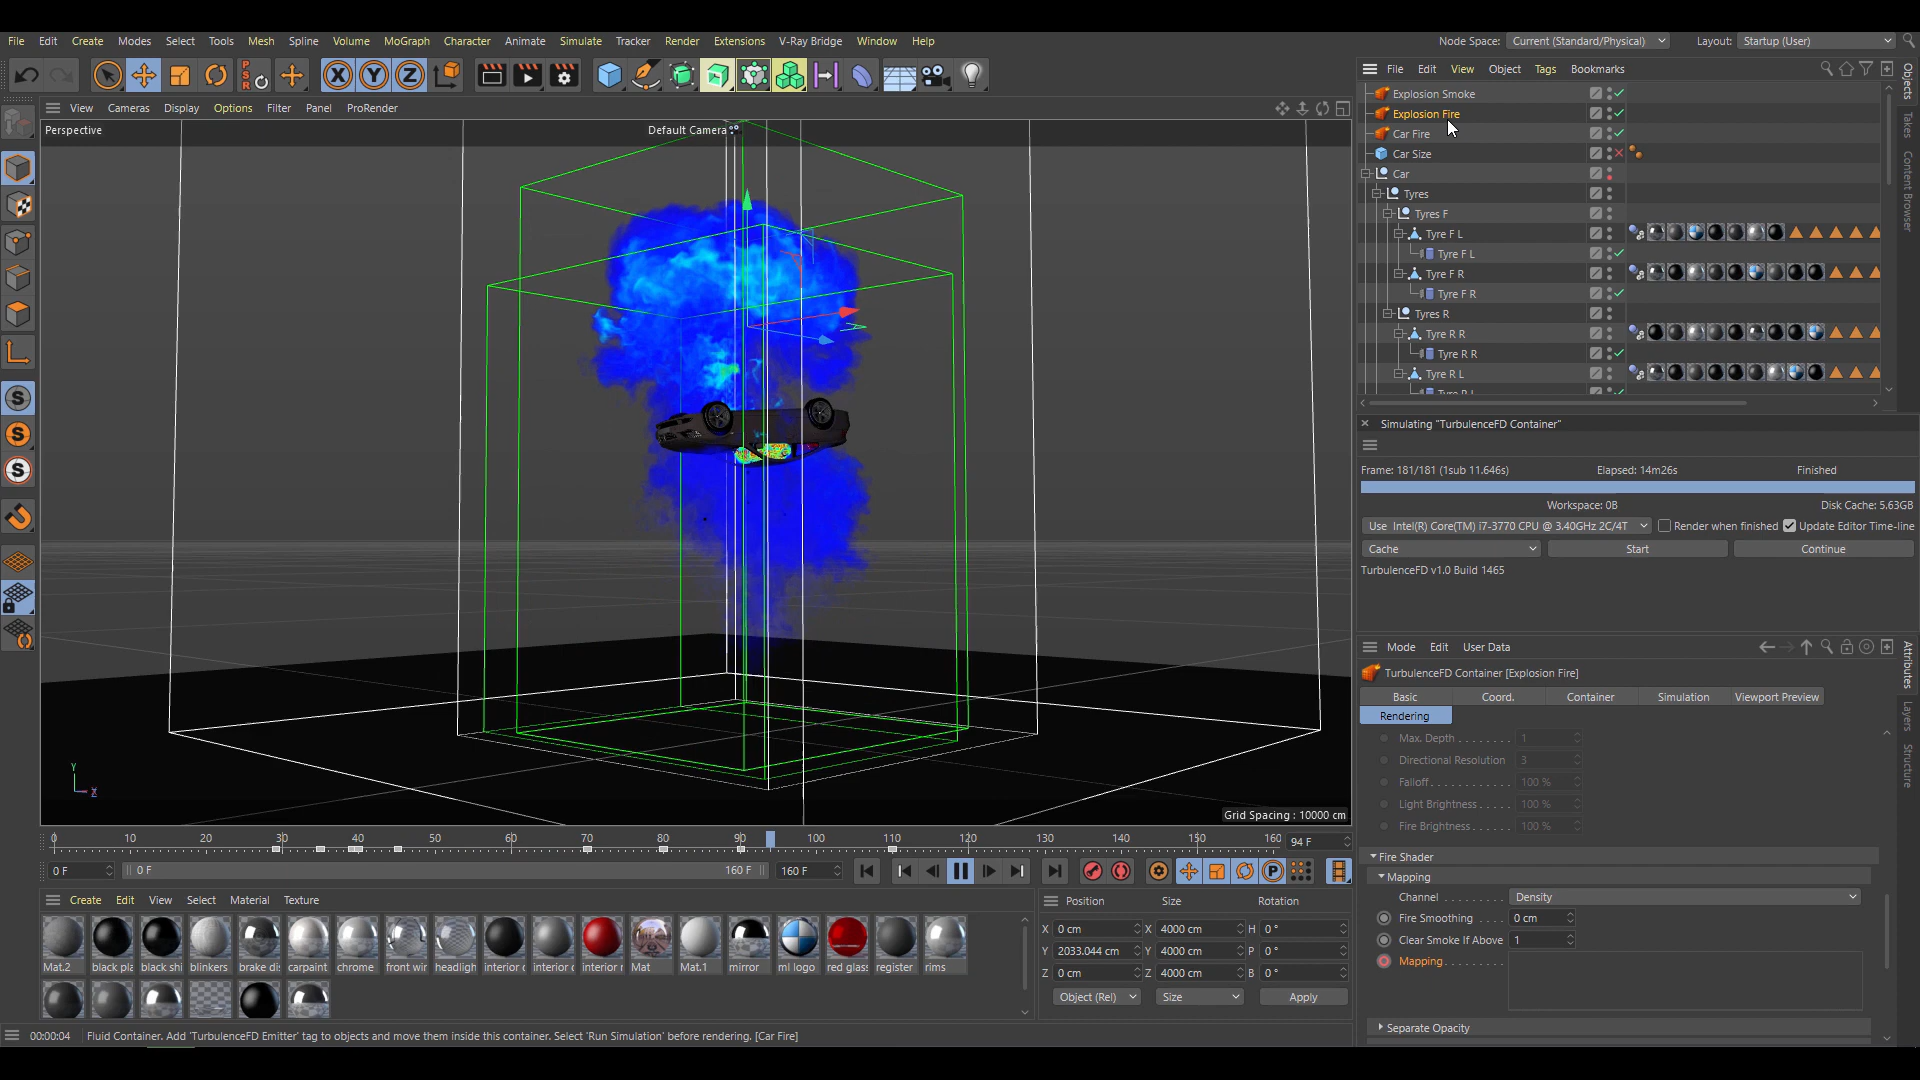 File Edit Create Modes Select Tools Mesh Spline Volume MoGraph Character Animate Simulate Tracker Render Extensions V-Ray Bridge Window Help Node Space: Current (Standard/Physical) Layout: Startup (User)
File Edit View Object Tags Bookmarks
View Cameras Display Options Filter Panel ProRender
Perspective
Default Camera
Explosion Smoke
Explosion Fire
Car Fire
Car Size
Car
Tyres
Tyres F
Tyre F L
Tyre F L
Tyre F R
Tyre F R
Tyres R
Tyre R R
Tyre R R
Tyre R L
Objects
Takes
Content Browser
Simulating "TurbulenceFD Container"
Frame: 181/181 (1sub 11.646s) Elapsed: 14m26s Finished
Workspace: 0B Disk Cache: 5.63GB
Use Intel(R) Core(TM) i7-3770 CPU @ 3.40GHz 2C/4T Render when finished Update Editor Time-line
Cache Start Continue
TurbulenceFD v1.0 Build 1465
Mode Edit User Data
TurbulenceFD Container [Explosion Fire]
Basic Coord. Container Simulation Viewport Preview
Rendering
Max. Depth 1
Directional Resolution 3
Falloff 100 %
Light Brightness 100 %
Fire Brightness 100 %
Fire Shader
Mapping
Channel Density
Fire Smoothing 0 cm
Clear Smoke If Above 1
Mapping
Separate Opacity
Attributes
Layers
Structure
Y
Z
Grid Spacing : 10000 cm
0 10 20 30 40 50 60 70 80 90 100 110 120 130 140 150 160 94 F
0 F 0 F 160 F 160 F
Create Edit View Select Material Texture
Mat.2 black pla black shi blinkers brake di carpaint chrome front wir headligh interior c interior c interior r Mat Mat.1 mirror ml logo red glass register rims
Position Size Rotation
X 0 cm X 4000 cm H 0 °
Y 2033.044 cm Y 4000 cm P 0 °
Z 0 cm Z 4000 cm B 0 °
Object (Rel) Size Apply
00:00:04 Fluid Container. Add 'TurbulenceFD Emitter' tag to objects and move them inside this container. Select 'Run Simulation' before rendering. [Car Fire]